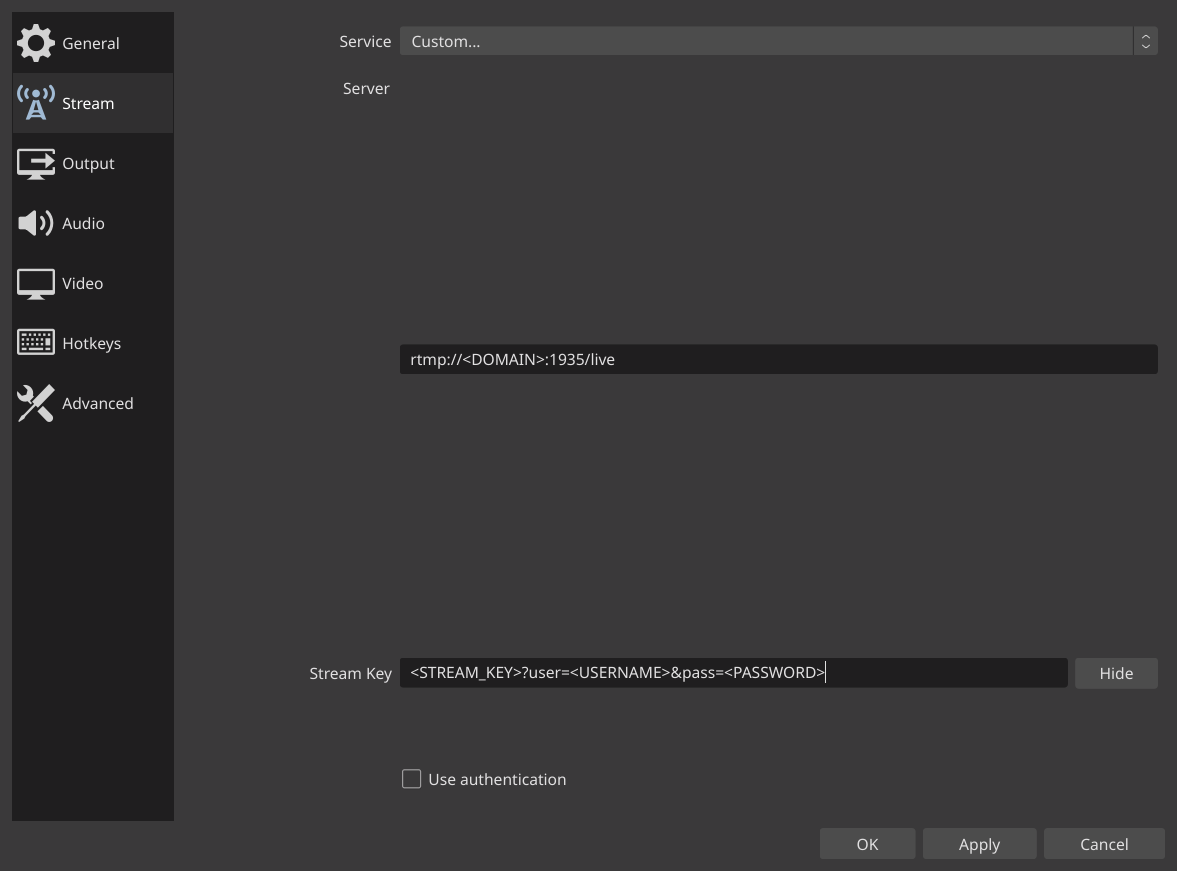 General
Stream
Output
Audio
Video
Hotkeys
Advanced
Service
Custom...
Server
rtmp://<DOMAIN>:1935/live
Stream Key
<STREAM_KEY>?user=<USERNAME>&pass=<PASSWORD>
Hide
Use authentication
OK
Apply
Cancel